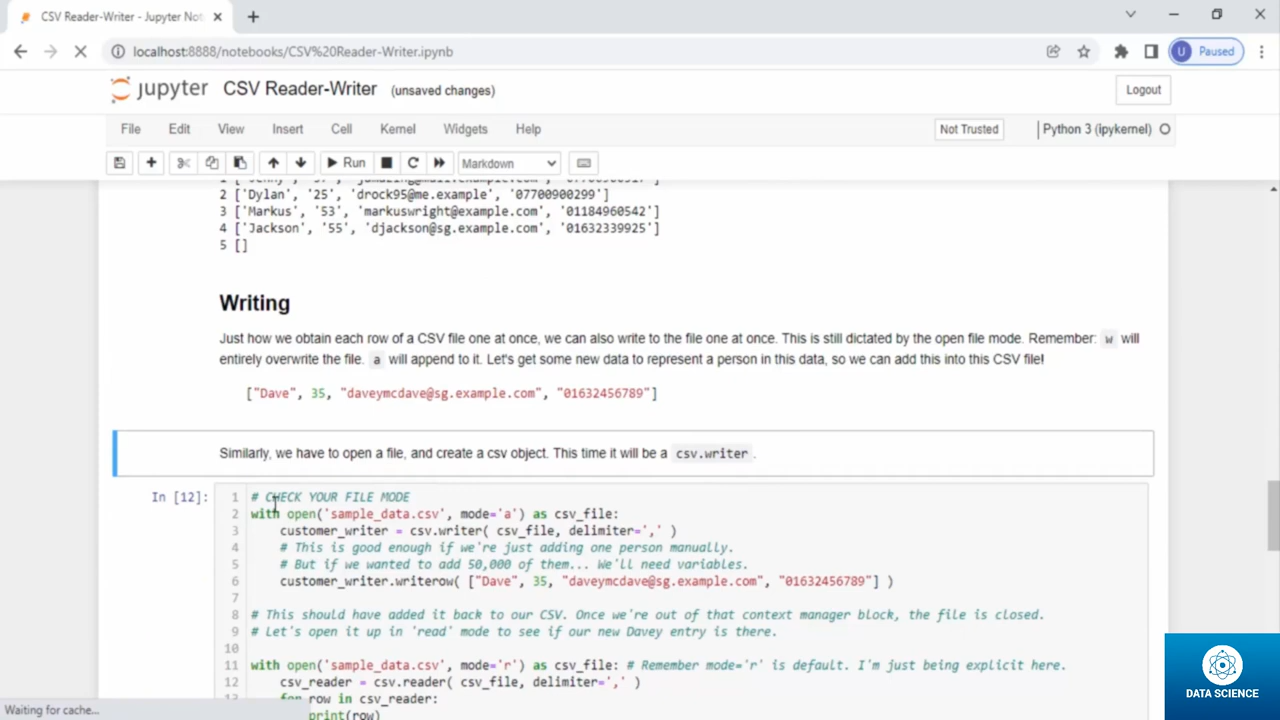 CSV Reader-Writer - Jupyter Not
localhost:8888/notebooks/CSV%20Reader-Writer.ipynb
U Paused
jupyter CSV Reader-Writer (unsaved changes)
Logout
File Edit View Insert Cell Kernel Widgets Help
Not Trusted
Python 3 (ipykernel)
Run
Markdown
2 ['Dylan', '25', 'drock95@me.example', '07700900299']
3 ['Markus', '53', 'markuswright@example.com', '01184960542']
4 ['Jackson', '55', 'djackson@sg.example.com', '01632339925']
5 []
Writing
Just how we obtain each row of a CSV file one at once, we can also write to the file one at once. This is still dictated by the open file mode. Remember: w will
entirely overwrite the file. a will append to it. Let's get some new data to represent a person in this data, so we can add this into this CSV file!
["Dave", 35, "daveymcdave@sg.example.com", "01632456789"]
Similarly, we have to open a file, and create a csv object. This time it will be a csv.writer.
In [12]:
1 # CHECK YOUR FILE MODE
2 with open('sample_data.csv', mode='a') as csv_file:
3 customer_writer = csv.writer( csv_file, delimiter=',' )
4 # This is good enough if we're just adding one person manually.
5 # But if we wanted to add 50,000 of them... We'll need variables.
6 customer_writer.writerow( ["Dave", 35, "daveymcdave@sg.example.com", "01632456789"] )
7
8 # This should have added it back to our CSV. Once we're out of that context manager block, the file is closed.
9 # Let's open it up in 'read' mode to see if our new Davey entry is there.
10
11 with open('sample_data.csv', mode='r') as csv_file: # Remember mode='r' is default. I'm just being explicit here.
12 csv_reader = csv.reader( csv_file, delimiter=',' )
13 for row in csv_reader:
print(row)
Waiting for cache...
DATA SCIENCE